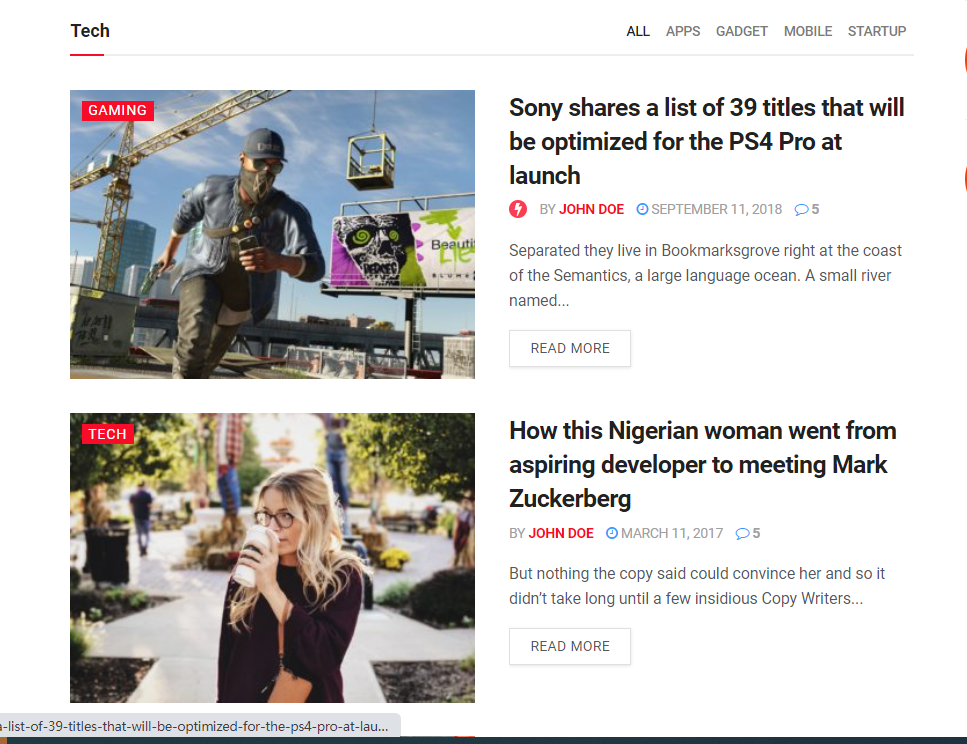 Tech
ALL APPS GADGET MOBILE STARTUP
GAMING
Sony shares a list of 39 titles that will
be optimized for the PS4 Pro at
launch
BY JOHN DOE SEPTEMBER 11, 2018 5
Separated they live in Bookmarksgrove right at the coast
of the Semantics, a large language ocean. A small river
named...
READ MORE
TECH
How this Nigerian woman went from
aspiring developer to meeting Mark
Zuckerberg
BY JOHN DOE MARCH 11, 2017 5
But nothing the copy said could convince her and so it
didn’t take long until a few insidious Copy Writers...
READ MORE
a-list-of-39-titles-that-will-be-optimized-for-the-ps4-pro-at-lau...